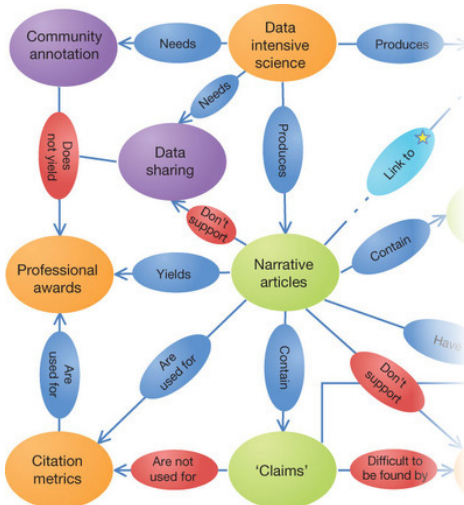 Community
annotation
Needs
Data
intensive
science
Produces
Needs
Does
not yield
Data
sharing
Produces
Link to
Don't
support
Contain
Professional
awards
Yields
Narrative
articles
Are
used for
Are
used for
Contain
Have
Don't
support
Citation
metrics
Are not
used for
'Claims'
Difficult to
be found by